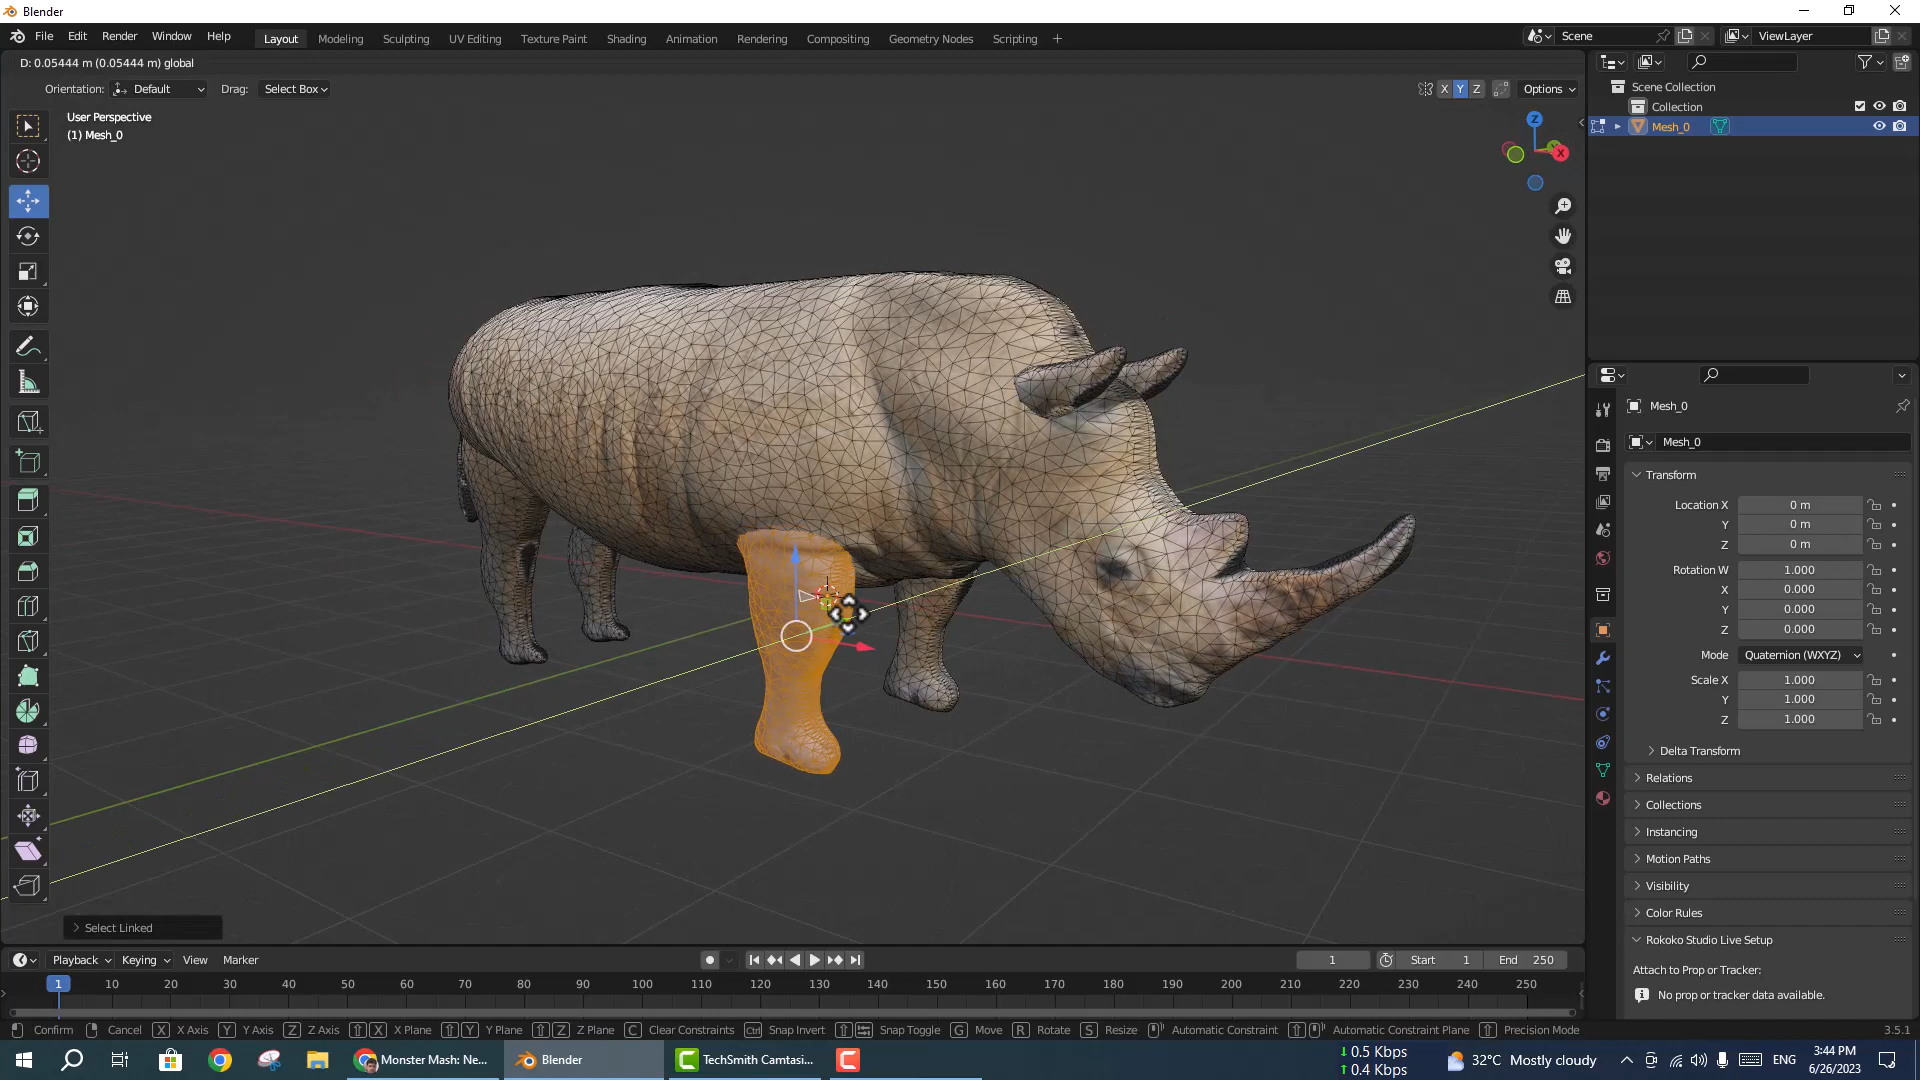 Blender
File Edit Render Window Help
Layout Modeling Sculpting UV Editing Texture Paint Shading Animation Rendering Compositing Geometry Nodes Scripting
Scene
ViewLayer
D: 0.05444 m (0.05444 m) global
Orientation: Default Drag: Select Box
X Y Z Options
User Perspective
(1) Mesh_0
Z
X
Scene Collection
Collection
Mesh_0
Mesh_0
Mesh_0
Transform
Location X 0 m
Y 0 m
Z 0 m
Rotation W 1.000
X 0.000
Y 0.000
Z 0.000
Mode Quaternion (WXYZ)
Scale X 1.000
Y 1.000
Z 1.000
Delta Transform
Relations
Collections
Instancing
Motion Paths
Visibility
Color Rules
Rokoko Studio Live Setup
Attach to Prop or Tracker:
No prop or tracker data available.
Select Linked
Playback Keying View Marker
1 Start 1 End 250
1 10 20 30 40 50 60 70 80 90 100 110 120 130 140 150 160 170 180 190 200 210 220 230 240 250
Confirm Cancel X X Axis Y Y Axis Z Z Axis X X Plane Y Y Plane Z Z Plane C Clear Constraints Ctrl Snap Invert Snap Toggle G Move R Rotate S Resize Automatic Constraint Automatic Constraint Plane Precision Mode 3.5.1
Monster Mash: Ne... Blender TechSmith Camtasi...
↓ 0.5 Kbps
↑ 0.4 Kbps
32°C Mostly cloudy
ENG
3:44 PM
6/26/2023